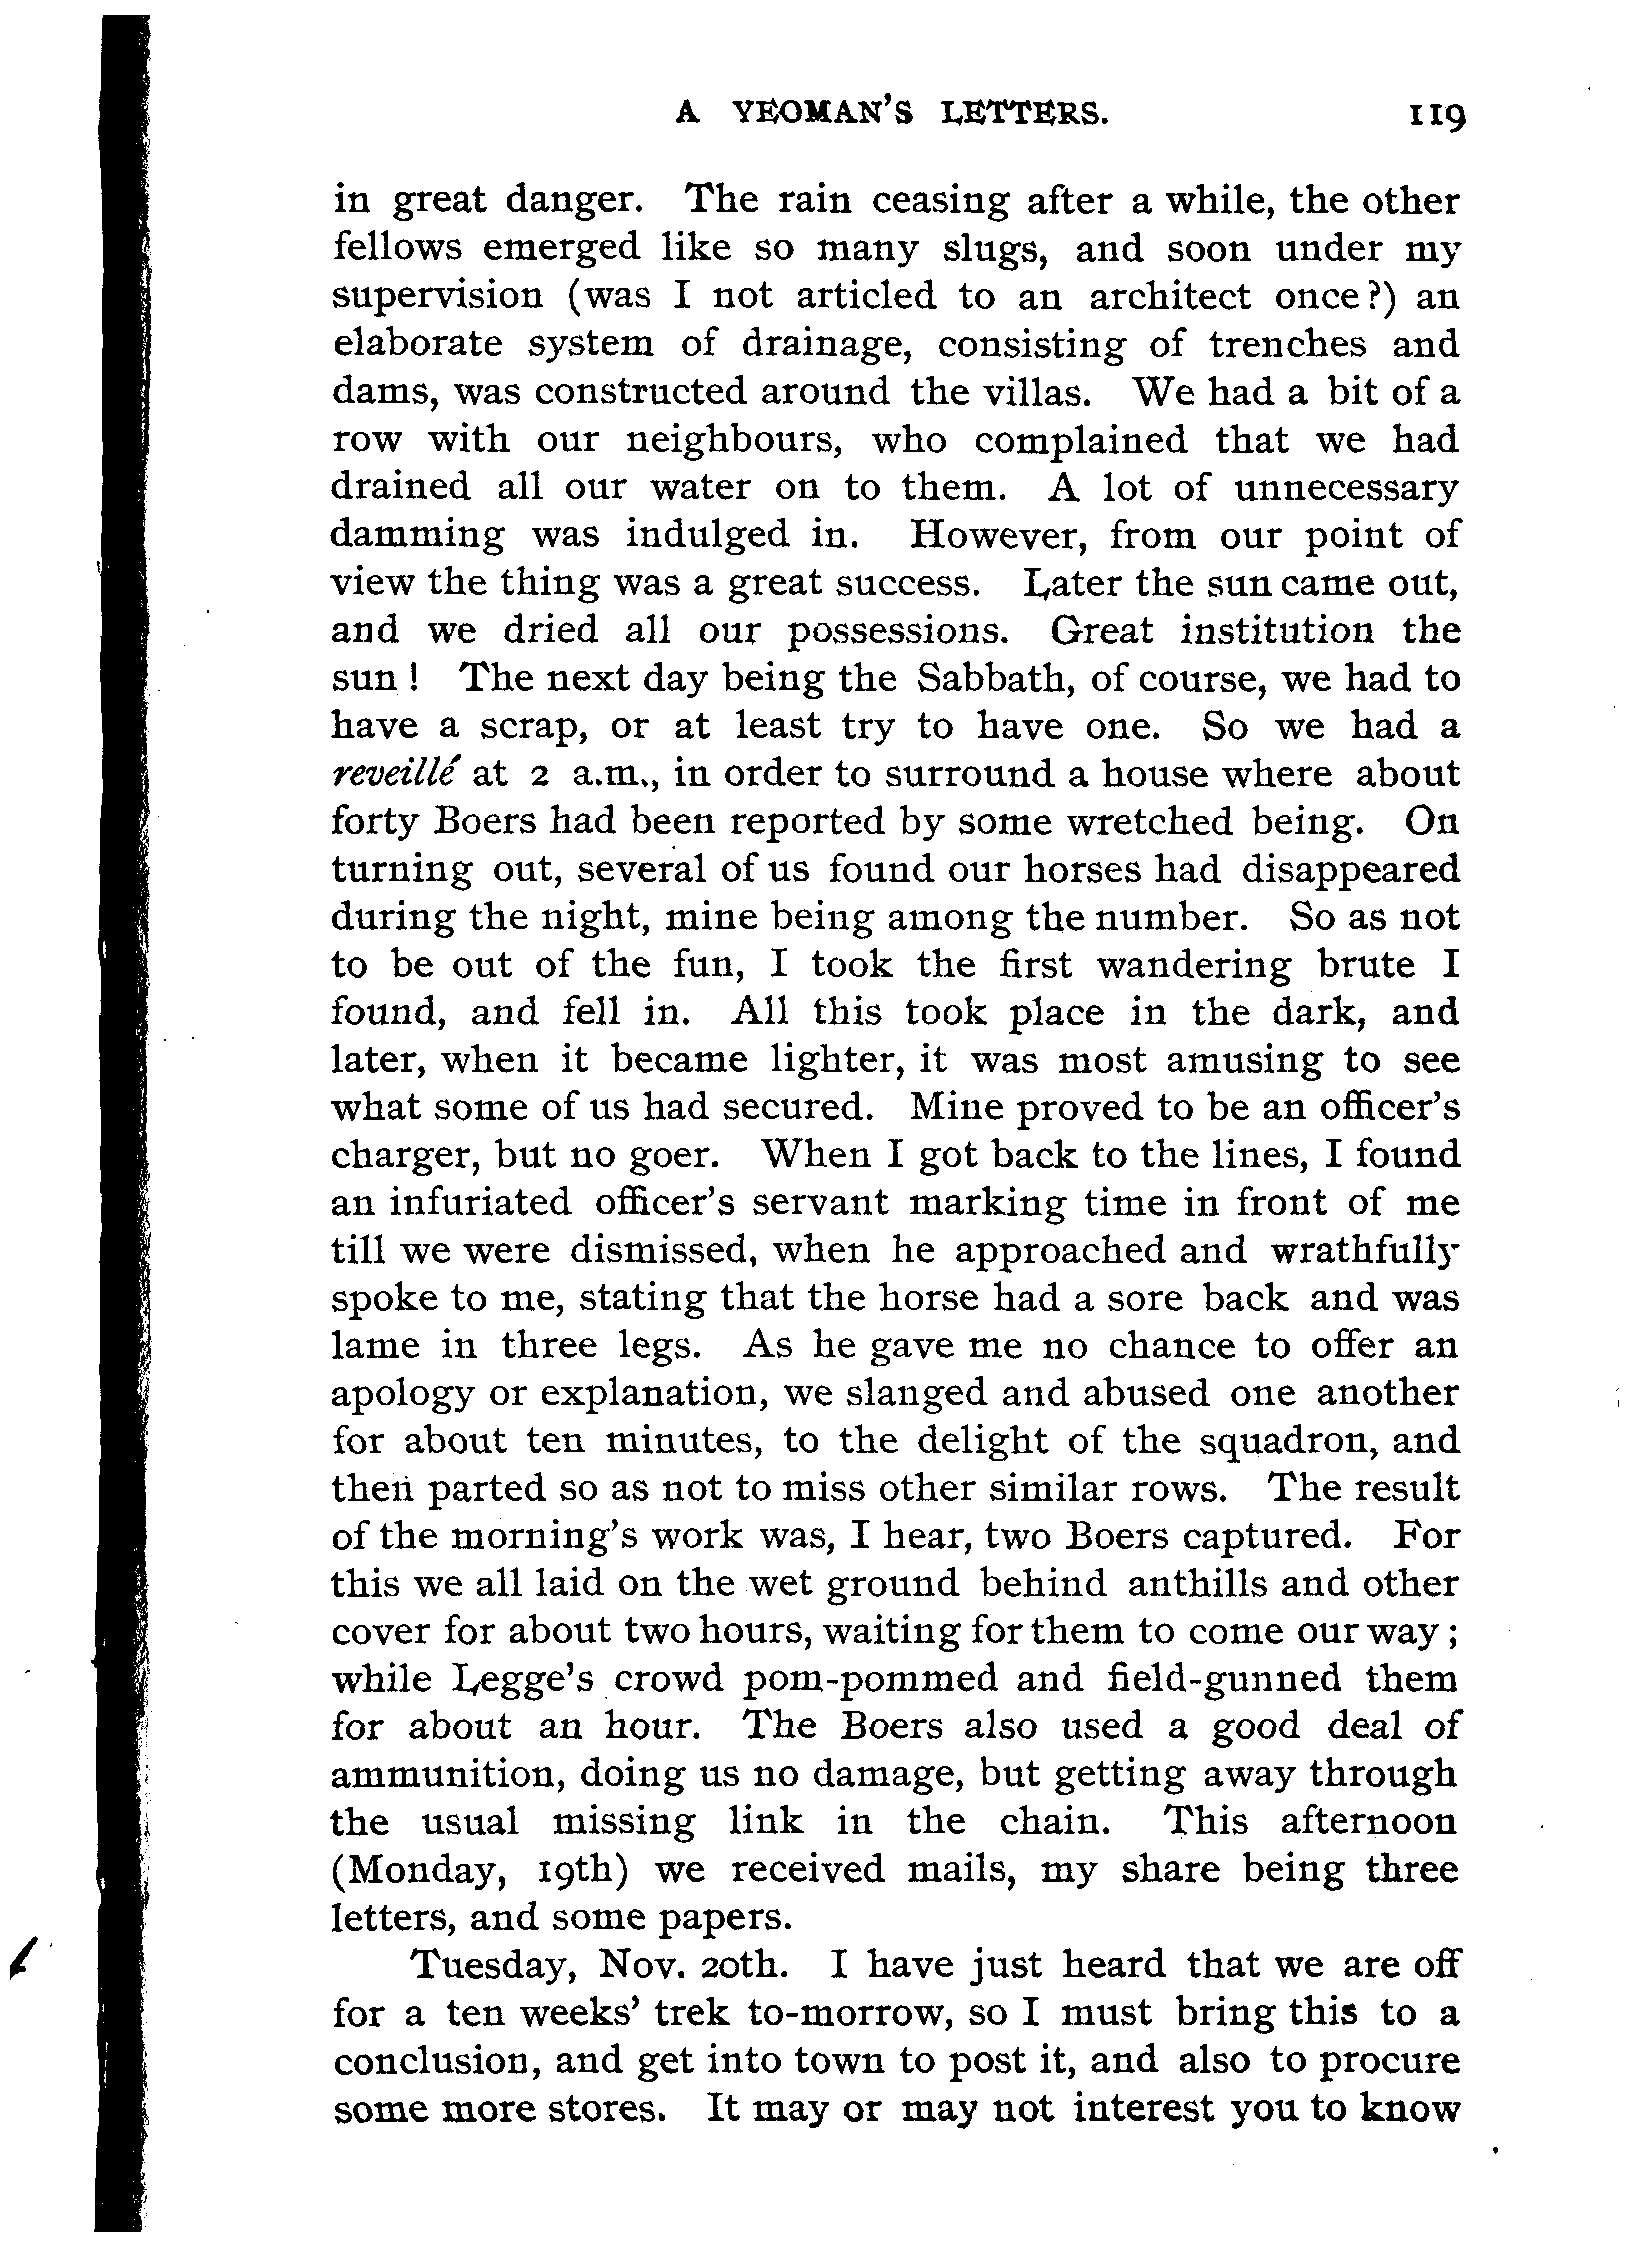 A YEOMAN'S LETTERS. 119
in great danger. The rain ceasing after a while, the other
fellows emerged like so many slugs, and soon under my
supervision (was I not articled to an architect once?) an
elaborate system of drainage, consisting of trenches and
dams, was constructed around the villas. We had a bit of a
row with our neighbours, who complained that we had
drained all our water on to them. A lot of unnecessary
damming was indulged in. However, from our point of
view the thing was a great success. Later the sun came out,
and we dried all our possessions. Great institution the
sun! The next day being the Sabbath, of course, we had to
have a scrap, or at least try to have one. So we had a
reveillé at 2 a.m., in order to surround a house where about
forty Boers had been reported by some wretched being. On
turning out, several of us found our horses had disappeared
during the night, mine being among the number. So as not
to be out of the fun, I took the first wandering brute I
found, and fell in. All this took place in the dark, and
later, when it became lighter, it was most amusing to see
what some of us had secured. Mine proved to be an officer's
charger, but no goer. When I got back to the lines, I found
an infuriated officer's servant marking time in front of me
till we were dismissed, when he approached and wrathfully
spoke to me, stating that the horse had a sore back and was
lame in three legs. As he gave me no chance to offer an
apology or explanation, we slanged and abused one another
for about ten minutes, to the delight of the squadron, and
then parted so as not to miss other similar rows. The result
of the morning's work was, I hear, two Boers captured. For
this we all laid on the wet ground behind anthills and other
cover for about two hours, waiting for them to come our way;
while Legge's crowd pom-pommed and field-gunned them
for about an hour. The Boers also used a good deal of
ammunition, doing us no damage, but getting away through
the usual missing link in the chain. This afternoon
(Monday, 19th) we received mails, my share being three
letters, and some papers.
Tuesday, Nov. 20th. I have just heard that we are off
for a ten weeks' trek to-morrow, so I must bring this to a
conclusion, and get into town to post it, and also to procure
some more stores. It may or may not interest you to know